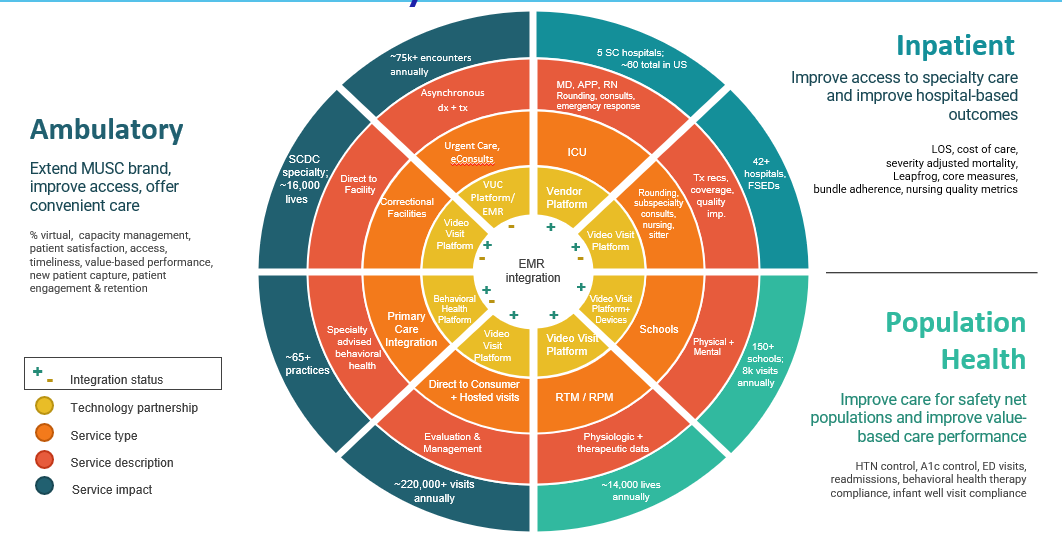 Ambulatory
Extend MUSC brand,
improve access, offer
convenient care
% virtual, capacity management,
patient satisfaction, access,
timeliness, value-based performance,
new patient capture, patient
engagement & retention
+
-
Integration status
Technology partnership
Service type
Service description
Service impact
~75k+ encounters
annually
Asynchronous
dx + tx
Urgent Care,
eConsults
VUC
Platform/
EMR
5 SC hospitals;
~60 total in US
MD, APP, RN
Rounding, consults,
emergency response
ICU
Vendor
Platform
SCDC
specialty;
~16,000
lives
Direct to
Facility
Correctional
Facilities
Video
Visit
Platform
42+
hospitals,
FSEDs
Tx recs,
coverage,
quality
imp.
Rounding,
subspecialty
consults,
nursing,
sitter
Video Visit
Platform
EMR
integration
~65+
practices
Specialty
advised
behavioral
health
Primary
Care
Integration
Behavioral
Health
Platform
150+
schools;
8k visits
annually
Physical +
Mental
Schools
Video Visit
Platform+
Devices
Video
Visit
Platform
Direct to Consumer
+ Hosted visits
Evaluation &
Management
~220,000+ visits
annually
Video Visit
Platform
RTM / RPM
Physiologic +
therapeutic data
~14,000 lives
annually
Inpatient
Improve access to specialty care
and improve hospital-based
outcomes
LOS, cost of care,
severity adjusted mortality,
Leapfrog, core measures,
bundle adherence, nursing quality metrics
Population
Health
Improve care for safety net
populations and improve value-
based care performance
HTN control, A1c control, ED visits,
readmissions, behavioral health therapy
compliance, infant well visit compliance